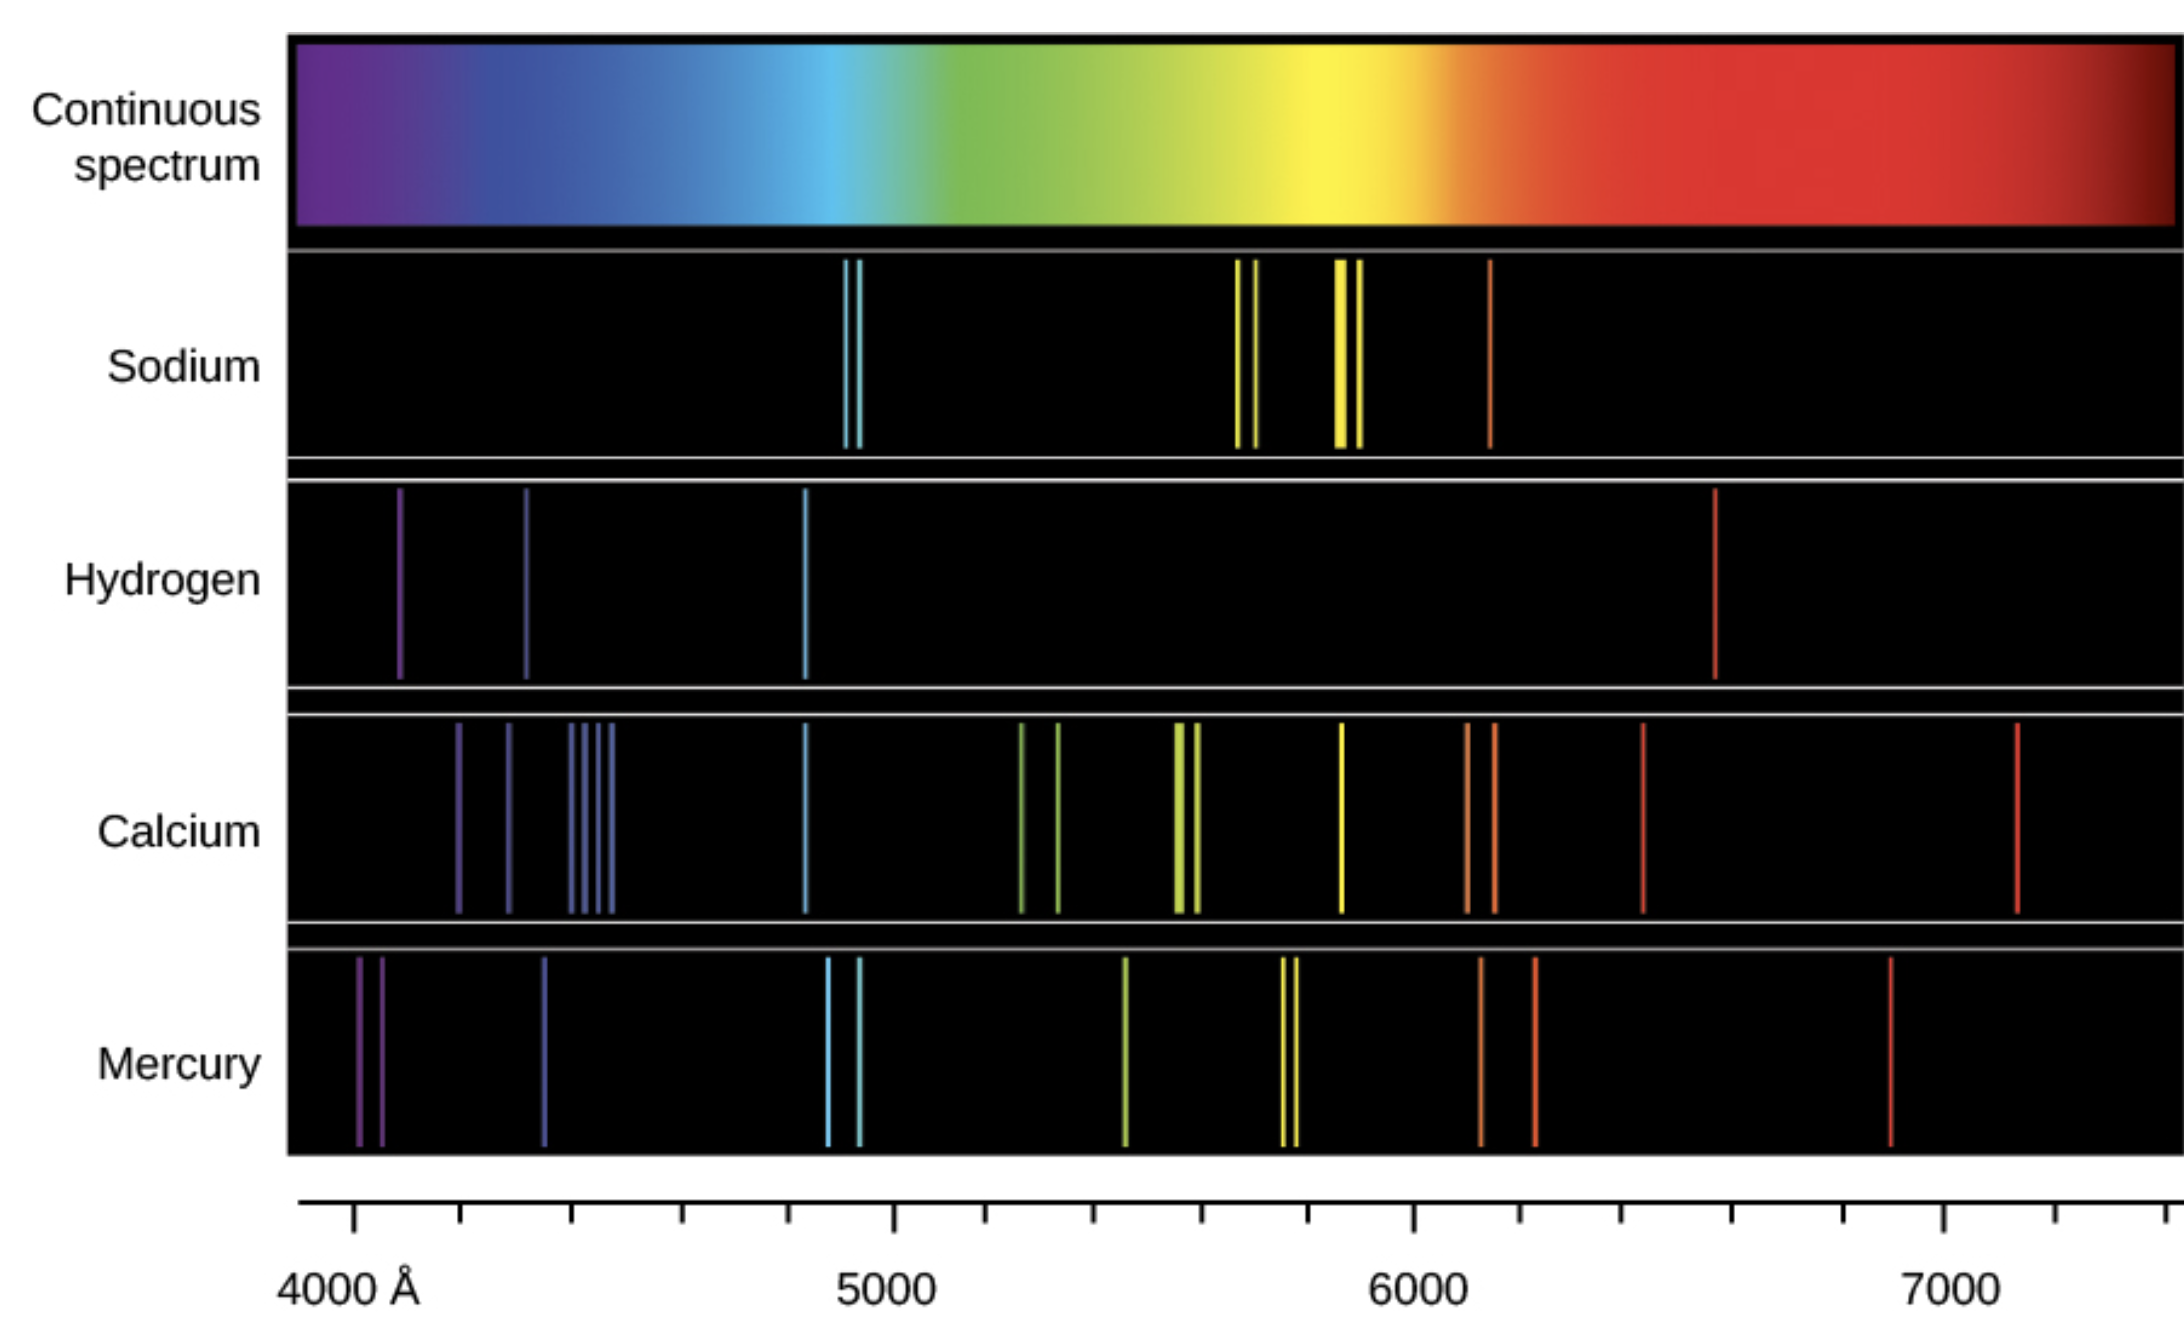 Continuous
spectrum
Sodium
Hydrogen
Calcium
Mercury
4000 Å 5000 6000 7000